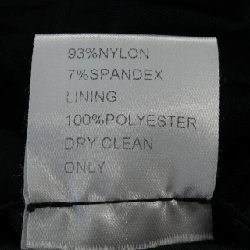 93%NYLON
7%SPANDEX
LINING
100%POLYESTER
DRY CLEAN
ONLY